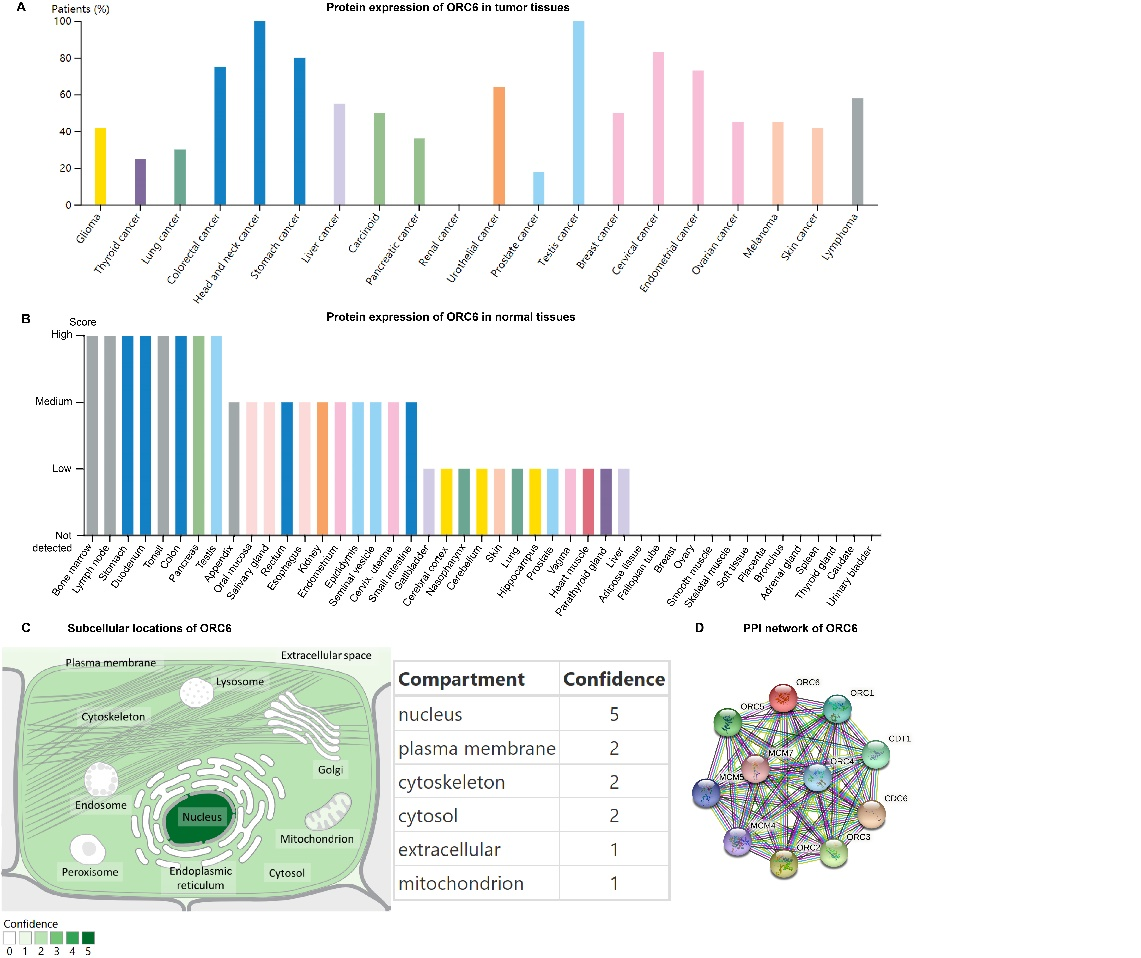 A
Patients (%)
Protein expression of ORC6 in tumor tissues
100
80
60
40
20
0
Glioma
Thyroid cancer
Lung cancer
Colorectal cancer
Head and neck cancer
Stomach cancer
Liver cancer
Carcinoid
Pancreatic cancer
Renal cancer
Urothelial cancer
Prostate cancer
Testis cancer
Breast cancer
Cervical cancer
Endometrial cancer
Ovarian cancer
Melanoma
Skin cancer
Lymphoma
B
Score
Protein expression of ORC6 in normal tissues
High
Medium
Low
Not
detected
Bone marrow
Lymph node
Stomach
Duodenum
Tonsil
Colon
Pancreas
Testis
Appendix
Oral mucosa
Salivary gland
Rectum
Esophagus
Kidney
Endometrium
Epididymis
Seminal vesicle
Cervix, uterine
Small intestine
Gallbladder
Cerebral cortex
Nasopharynx
Cerebellum
Skin
Lung
Hippocampus
Prostate
Vagina
Heart muscle
Parathyroid gland
Liver
Adipose tissue
Fallopian tube
Breast
Ovary
Smooth muscle
Skeletal muscle
Soft tissue
Placenta
Bronchus
Adrenal gland
Spleen
Thyroid gland
Caudate
Urinary bladder
C
Subcellular locations of ORC6
Plasma membrane
Extracellular space
Lysosome
Cytoskeleton
Golgi
Endosome
Nucleus
Mitochondrion
Peroxisome
Endoplasmic
reticulum
Cytosol
Confidence
0 1 2 3 4 5
Compartment Confidence
nucleus 5
plasma membrane 2
cytoskeleton 2
cytosol 2
extracellular 1
mitochondrion 1
D
PPI network of ORC6
ORC6
ORC1
ORC5
CDT1
MCM7
ORC4
MCM5
CDC6
MCM4
ORC3
ORC2